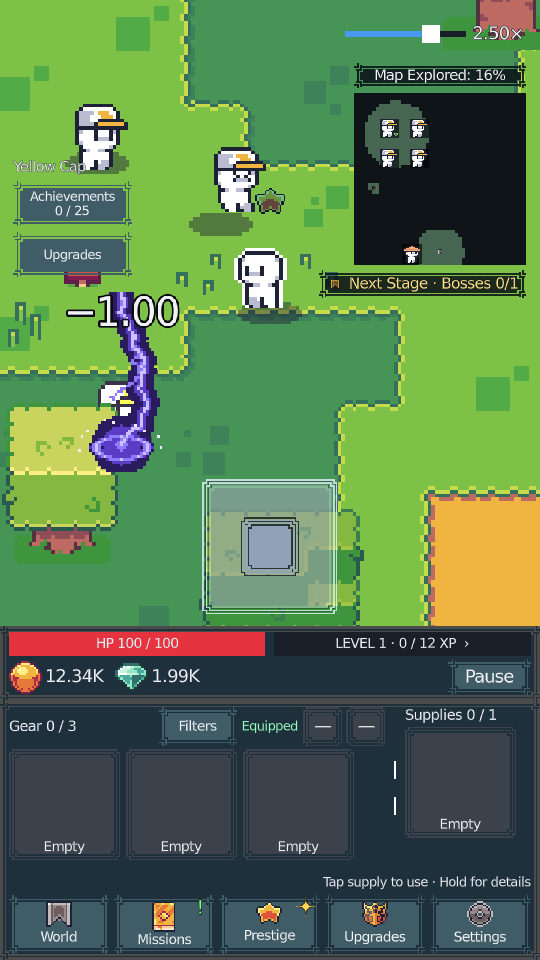 2.50×
Map Explored: 16%
Yellow Cap
Achievements
0 / 25
Upgrades
Next Stage · Bosses 0/1
−1.00
HP 100 / 100
LEVEL 1 · 0 / 12 XP ›
12.34K
1.99K
Pause
Gear 0 / 3
Filters
Equipped
—
—
Supplies 0 / 1
Empty
Empty
Empty
Empty
Tap supply to use · Hold for details
World
Missions
Prestige
Upgrades
Settings